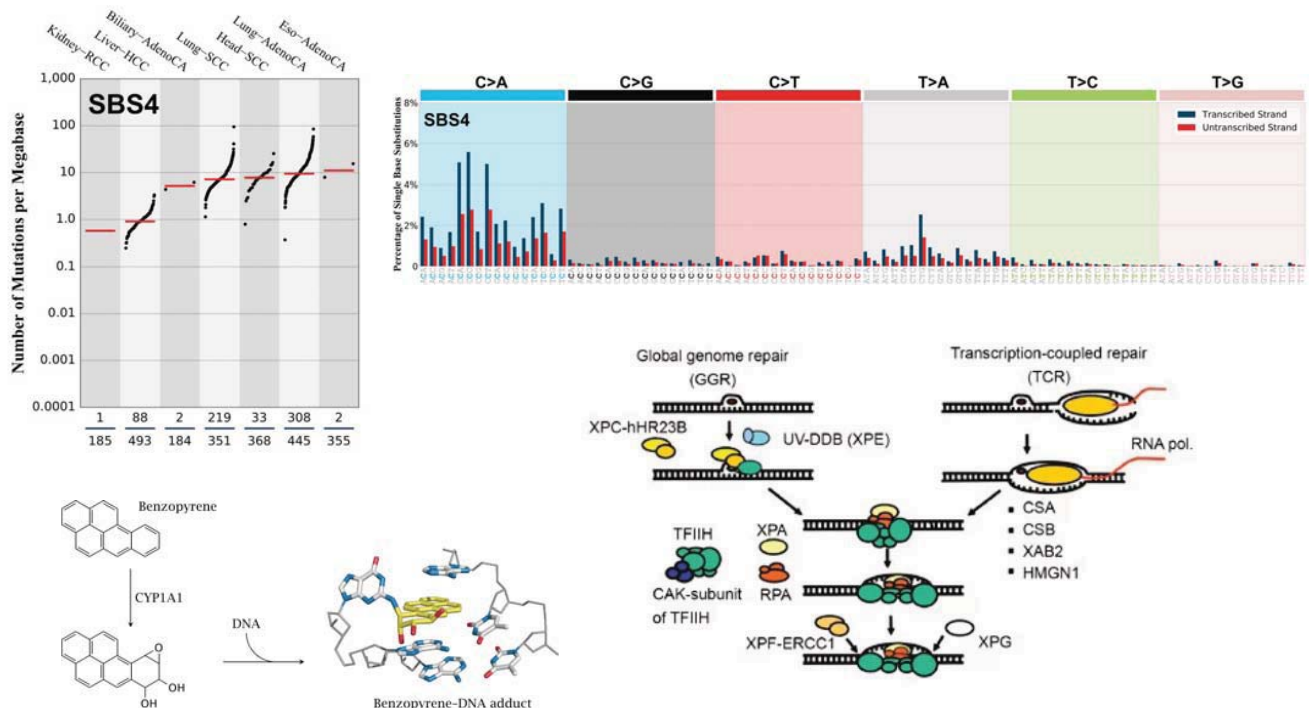 Kidney-RCC
Liver-HCC
Biliary-AdenoCA
Lung-SCC
Head-SCC
Lung-AdenoCA
Eso-AdenoCA
Number of Mutations per Megabase
1,000
100
10
1.0
0.1
0.01
0.001
0.0001
SBS4
1 88 2 219 33 308 2
185 493 184 351 368 445 355
C>A C>G C>T T>A T>C T>G
Percentage of Single Base Substitutions
8%
6%
4%
2%
SBS4
Transcribed Strand
Untranscribed Strand
Benzopyrene
CYP1A1
O
OH
OH
DNA
Benzopyrene-DNA adduct
Global genome repair
(GGR)
Transcription-coupled repair
(TCR)
XPC-hHR23B
UV-DDB (XPE)
RNA pol.
▪ CSA
▪ CSB
▪ XAB2
▪ HMGN1
TFIIH
XPA
CAK-subunit
of TFIIH
RPA
XPF-ERCC1
XPG